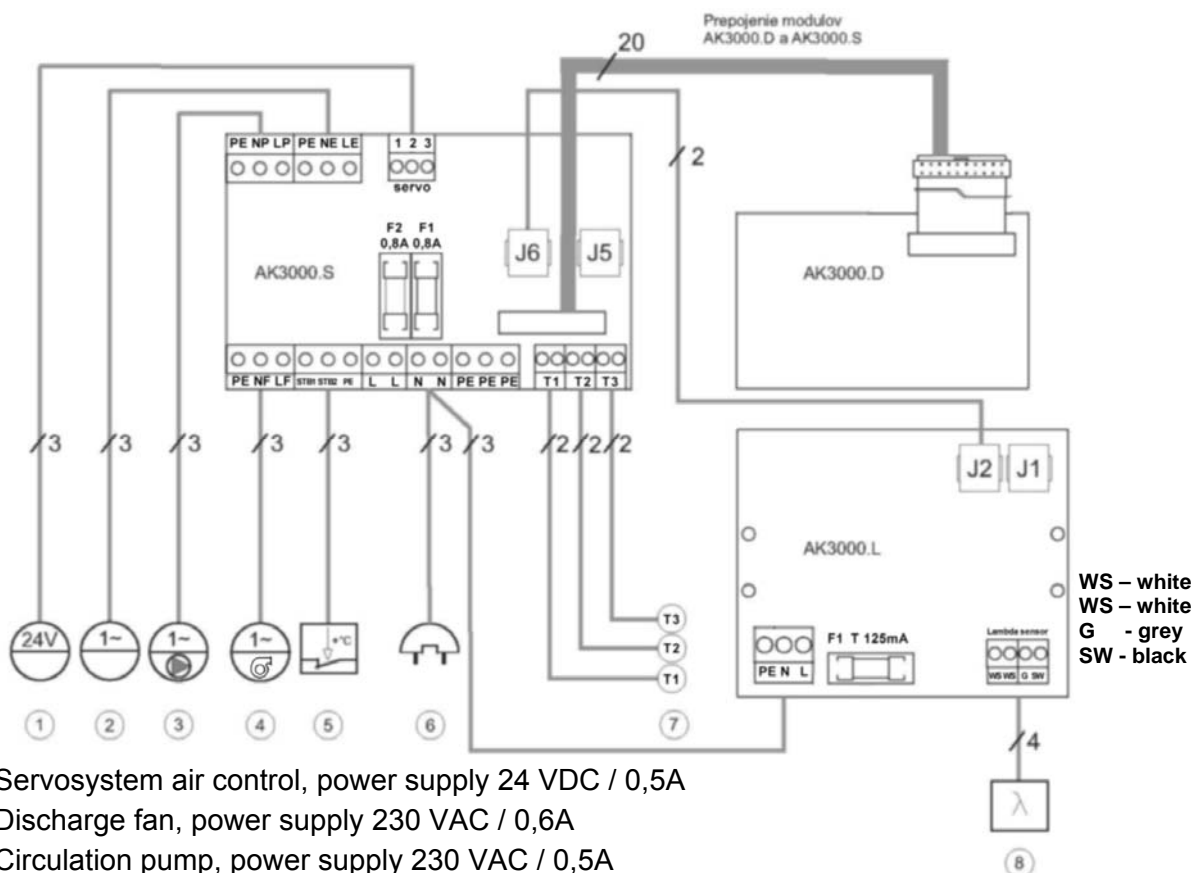 Prepojenie modulov
AK3000.D a AK3000.S
20
2
PE NP LP PE NE LE
1 2 3
servo
F2 F1
0,8A 0,8A
J6 J5
AK3000.S
AK3000.D
PE NF LF STB1 STB2 PE L L N N PE PE PE T1 T2 T3
3 3 3 3 3 3 3 2 2 2
J2 J1
AK3000.L
WS – white
WS – white
G - grey
SW - black
Lambda sensor
F1 T 125mA
PE N L
WS WS G SW
24V 1~ 1~ 1~ +°C
T3
T2
T1
1 2 3 4 5 6 7
4
λ
8
Servosystem air control, power supply 24 VDC / 0,5A
Discharge fan, power supply 230 VAC / 0,6A
Circulation pump, power supply 230 VAC / 0,5A